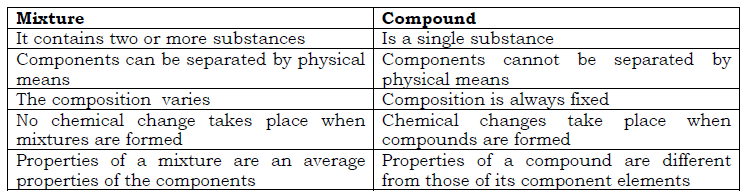 Mixture
Compound
It contains two or more substances
Is a single substance
Components can be separated by physical
means
Components cannot be separated by
physical means
The composition varies
Composition is always fixed
No chemical change takes place when
mixtures are formed
Chemical changes take place when
compounds are formed
Properties of a mixture are an average
properties of the components
Properties of a compound are different
from those of its component elements